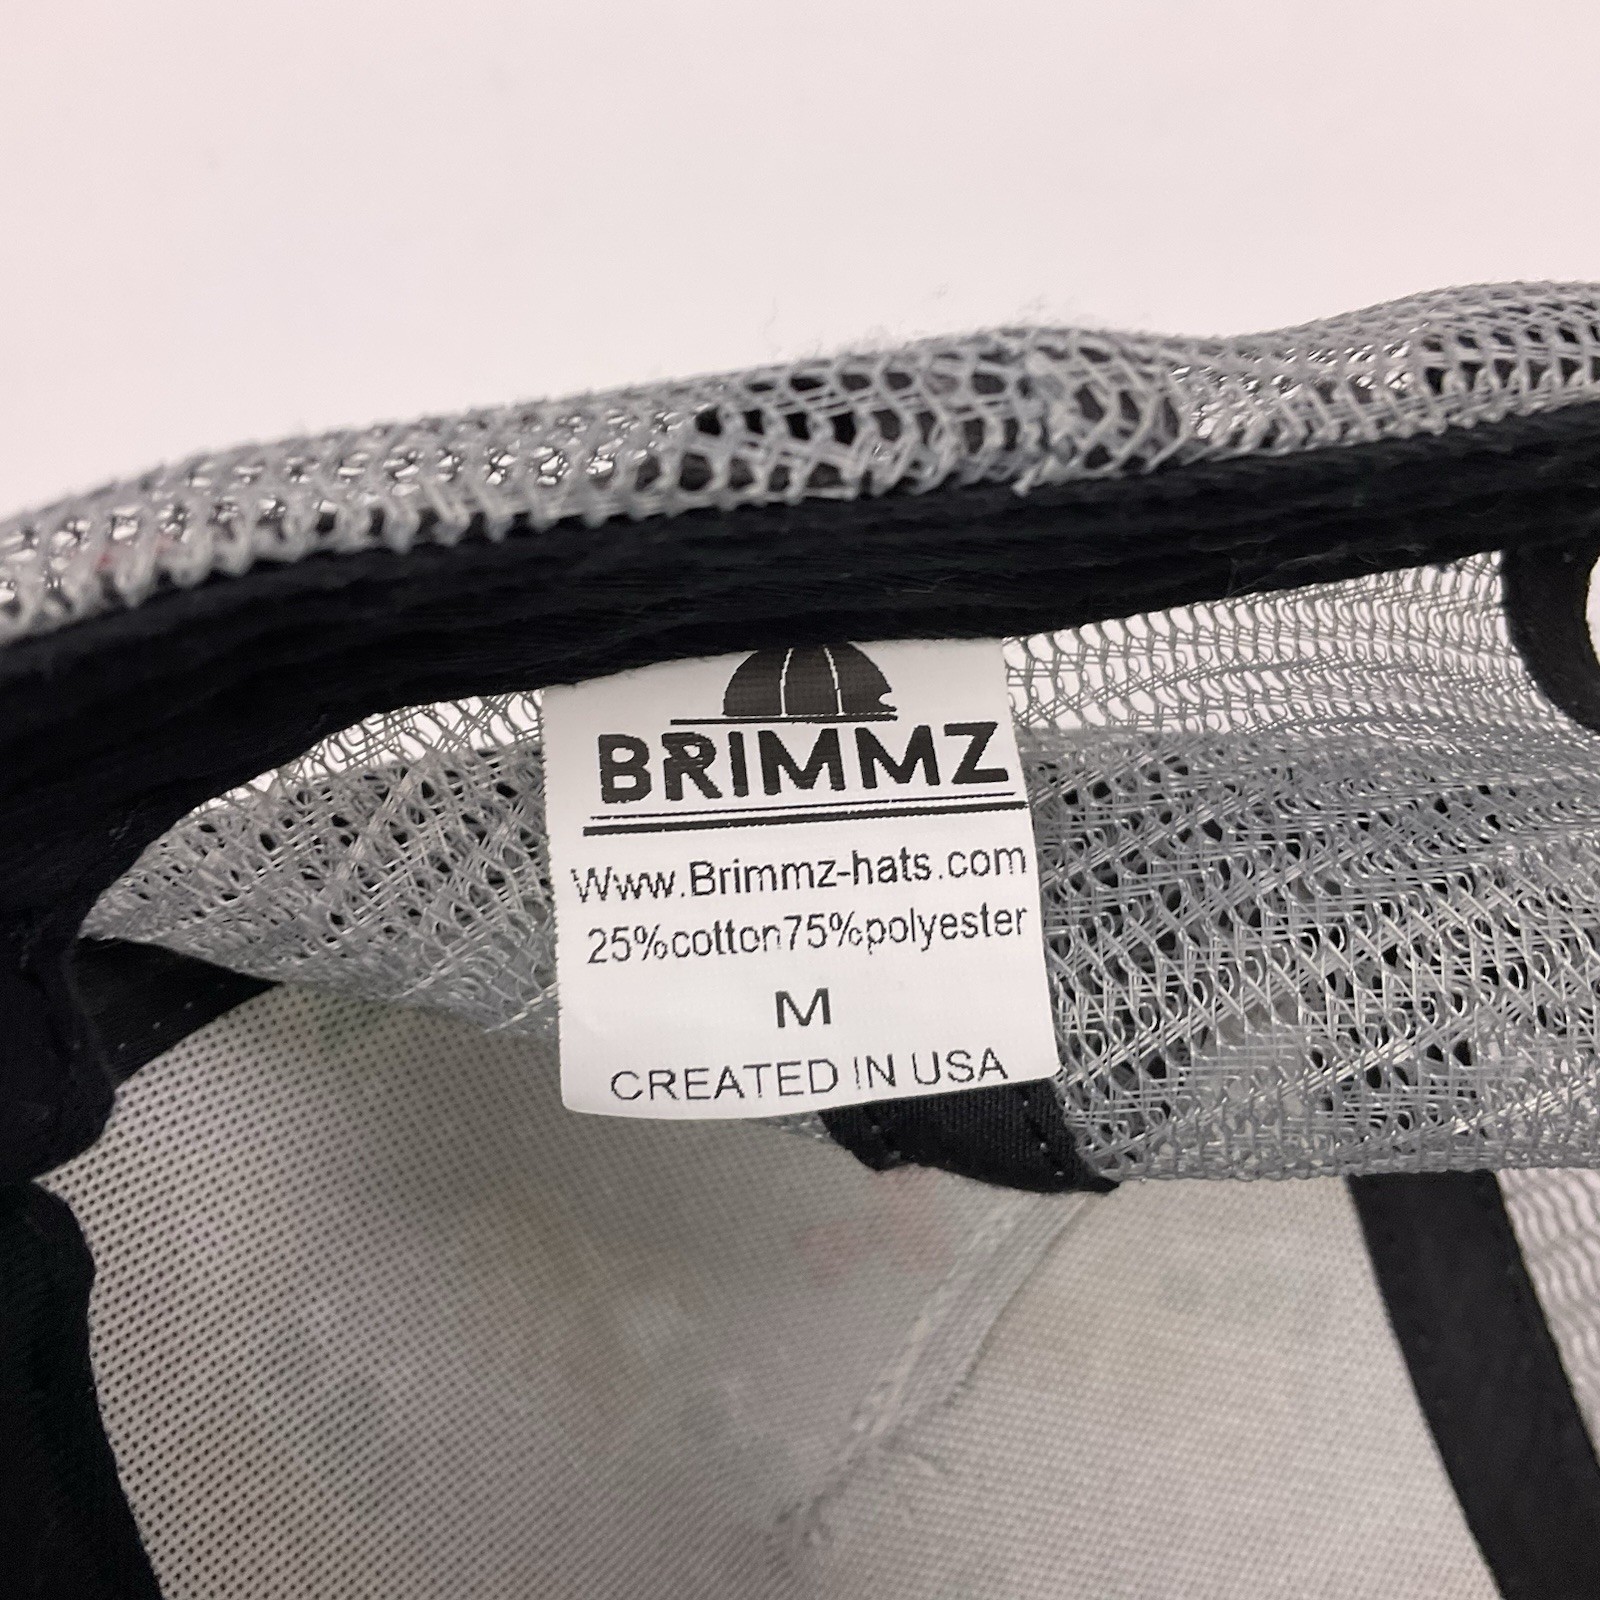 BRIMMZ
Www.Brimmz-hats.com
25%cotton75%polyester
M
CREATED IN USA